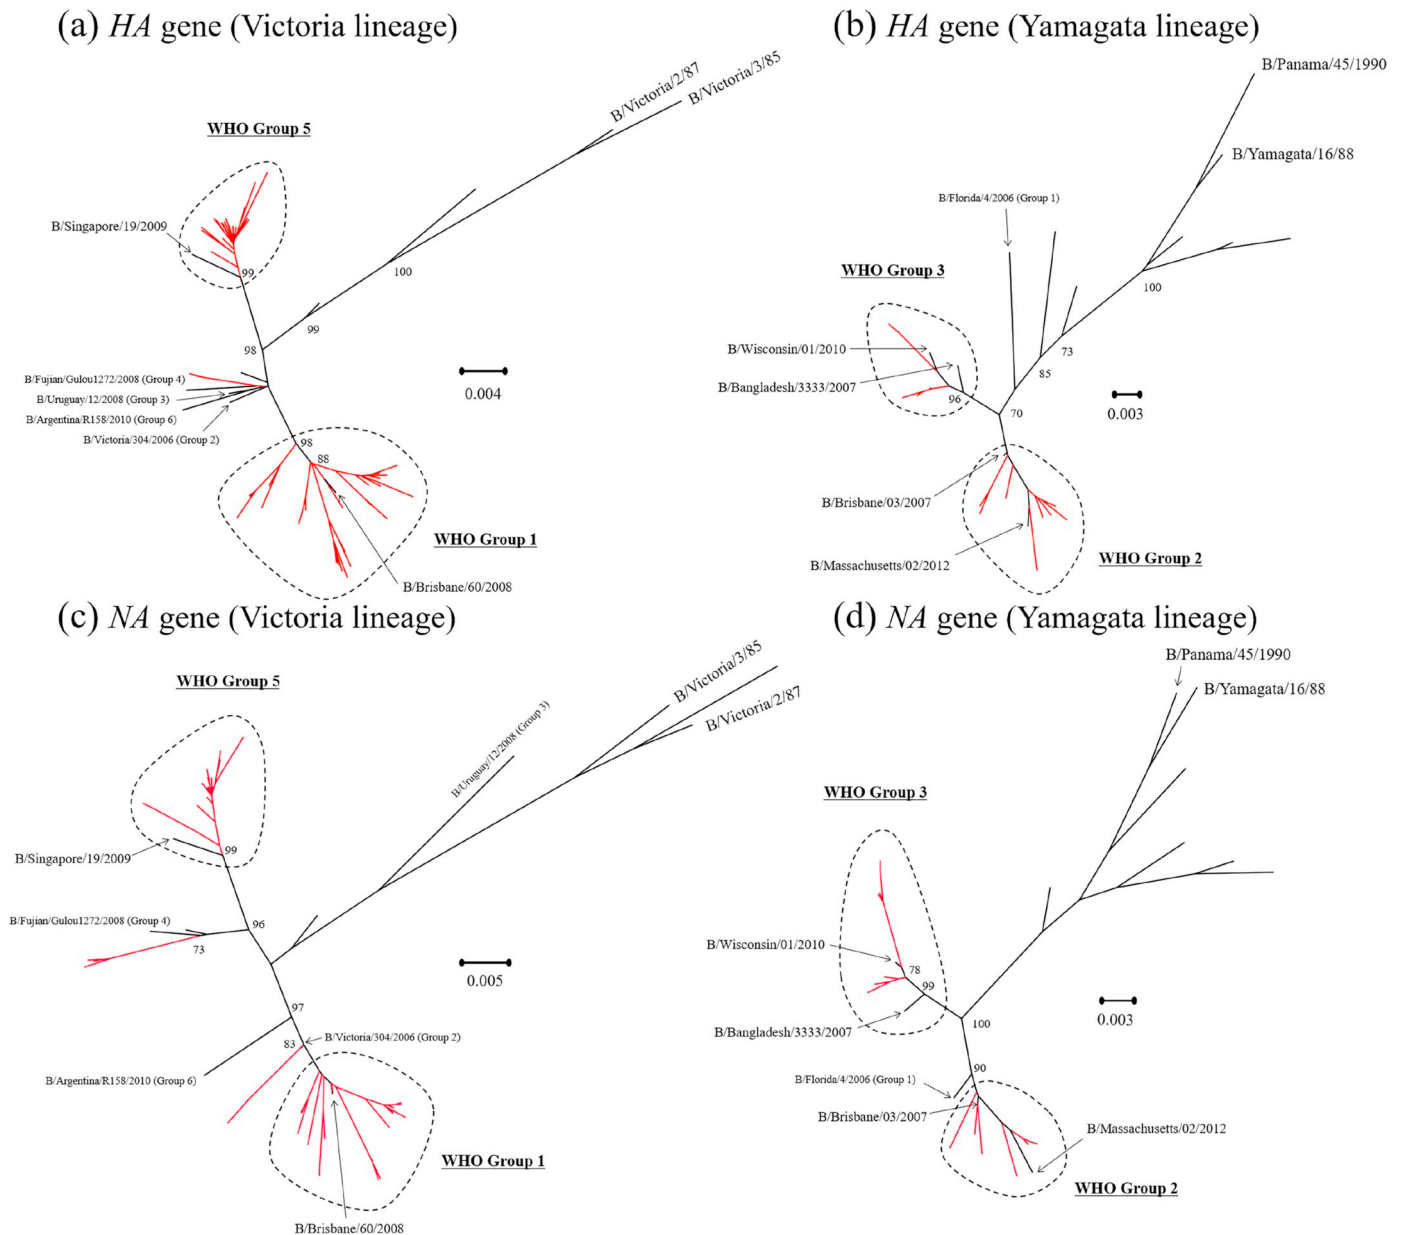 (a) HA gene (Victoria lineage)
B/Victoria/2/87
B/Victoria/3/85
WHO Group 5
B/Singapore/19/2009
99
100
99
98
0.004
B/Fujian/Gulou1272/2008 (Group 4)
B/Uruguay/12/2008 (Group 3)
B/Argentina/R158/2010 (Group 6)
B/Victoria/304/2006 (Group 2)
98
88
WHO Group 1
B/Brisbane/60/2008
(b) HA gene (Yamagata lineage)
B/Panama/45/1990
B/Yamagata/16/88
B/Florida/4/2006 (Group 1)
WHO Group 3
100
B/Wisconsin/01/2010
73
85
B/Bangladesh/3333/2007
96
0.003
70
B/Brisbane/03/2007
B/Massachusetts/02/2012
WHO Group 2
(c) NA gene (Victoria lineage)
B/Victoria/3/85
B/Victoria/2/87
WHO Group 5
B/Uruguay/12/2008 (Group 3)
B/Singapore/19/2009
99
B/Fujian/Gulou1272/2008 (Group 4)
96
73
0.005
97
B/Victoria/304/2006 (Group 2)
83
B/Argentina/R158/2010 (Group 6)
WHO Group 1
B/Brisbane/60/2008
(d) NA gene (Yamagata lineage)
B/Panama/45/1990
B/Yamagata/16/88
WHO Group 3
B/Wisconsin/01/2010
78
99
0.003
B/Bangladesh/3333/2007
100
90
B/Florida/4/2006 (Group 1)
B/Brisbane/03/2007
B/Massachusetts/02/2012
WHO Group 2